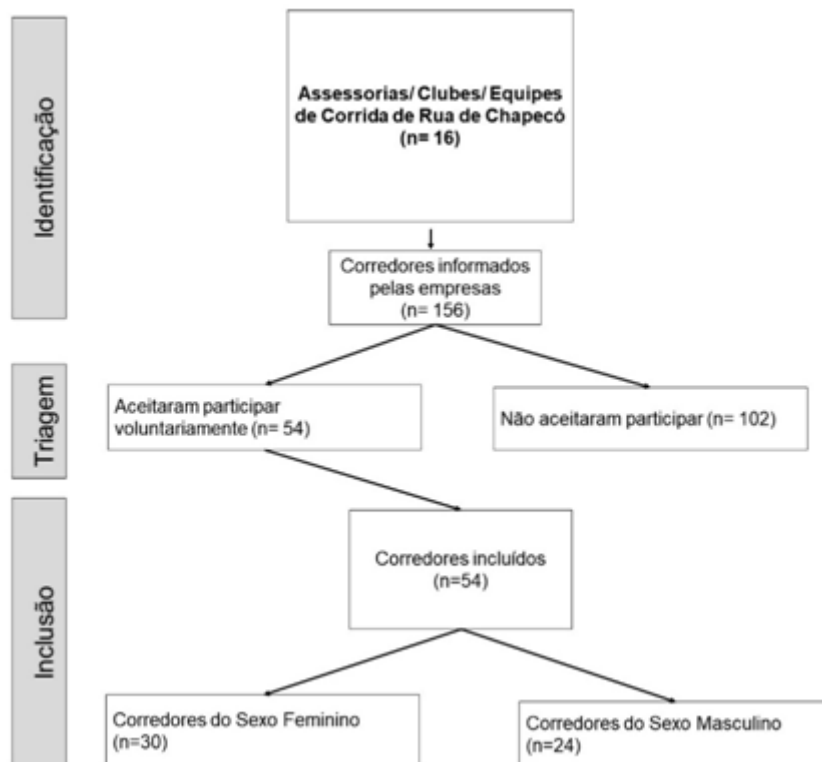 Identificação
Assessorias/ Clubes/ Equipes
de Corrida de Rua de Chapecó
(n= 16)
Corredores informados
pelas empresas
(n= 156)
Triagem
Aceitaram participar
voluntariamente (n= 54)
Não aceitaram participar (n= 102)
Inclusão
Corredores incluídos
(n=54)
Corredores do Sexo Feminino
(n=30)
Corredores do Sexo Masculino
(n=24)